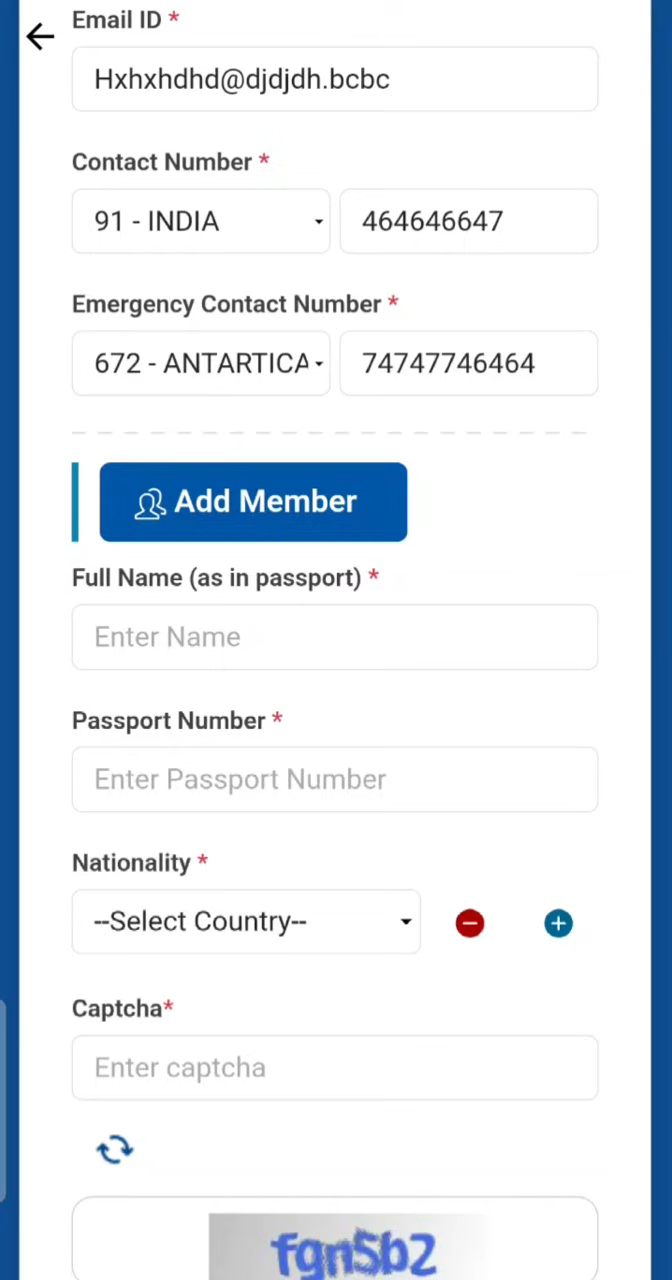 Email ID *
Hxhxhdhd@djdjdh.bcbc
Contact Number *
91 - INDIA 464646647
Emergency Contact Number *
672 - ANTARTICA 74747746464
Add Member
Full Name (as in passport) *
Enter Name
Passport Number *
Enter Passport Number
Nationality *
--Select Country--
Captcha*
Enter captcha
fgn5b2